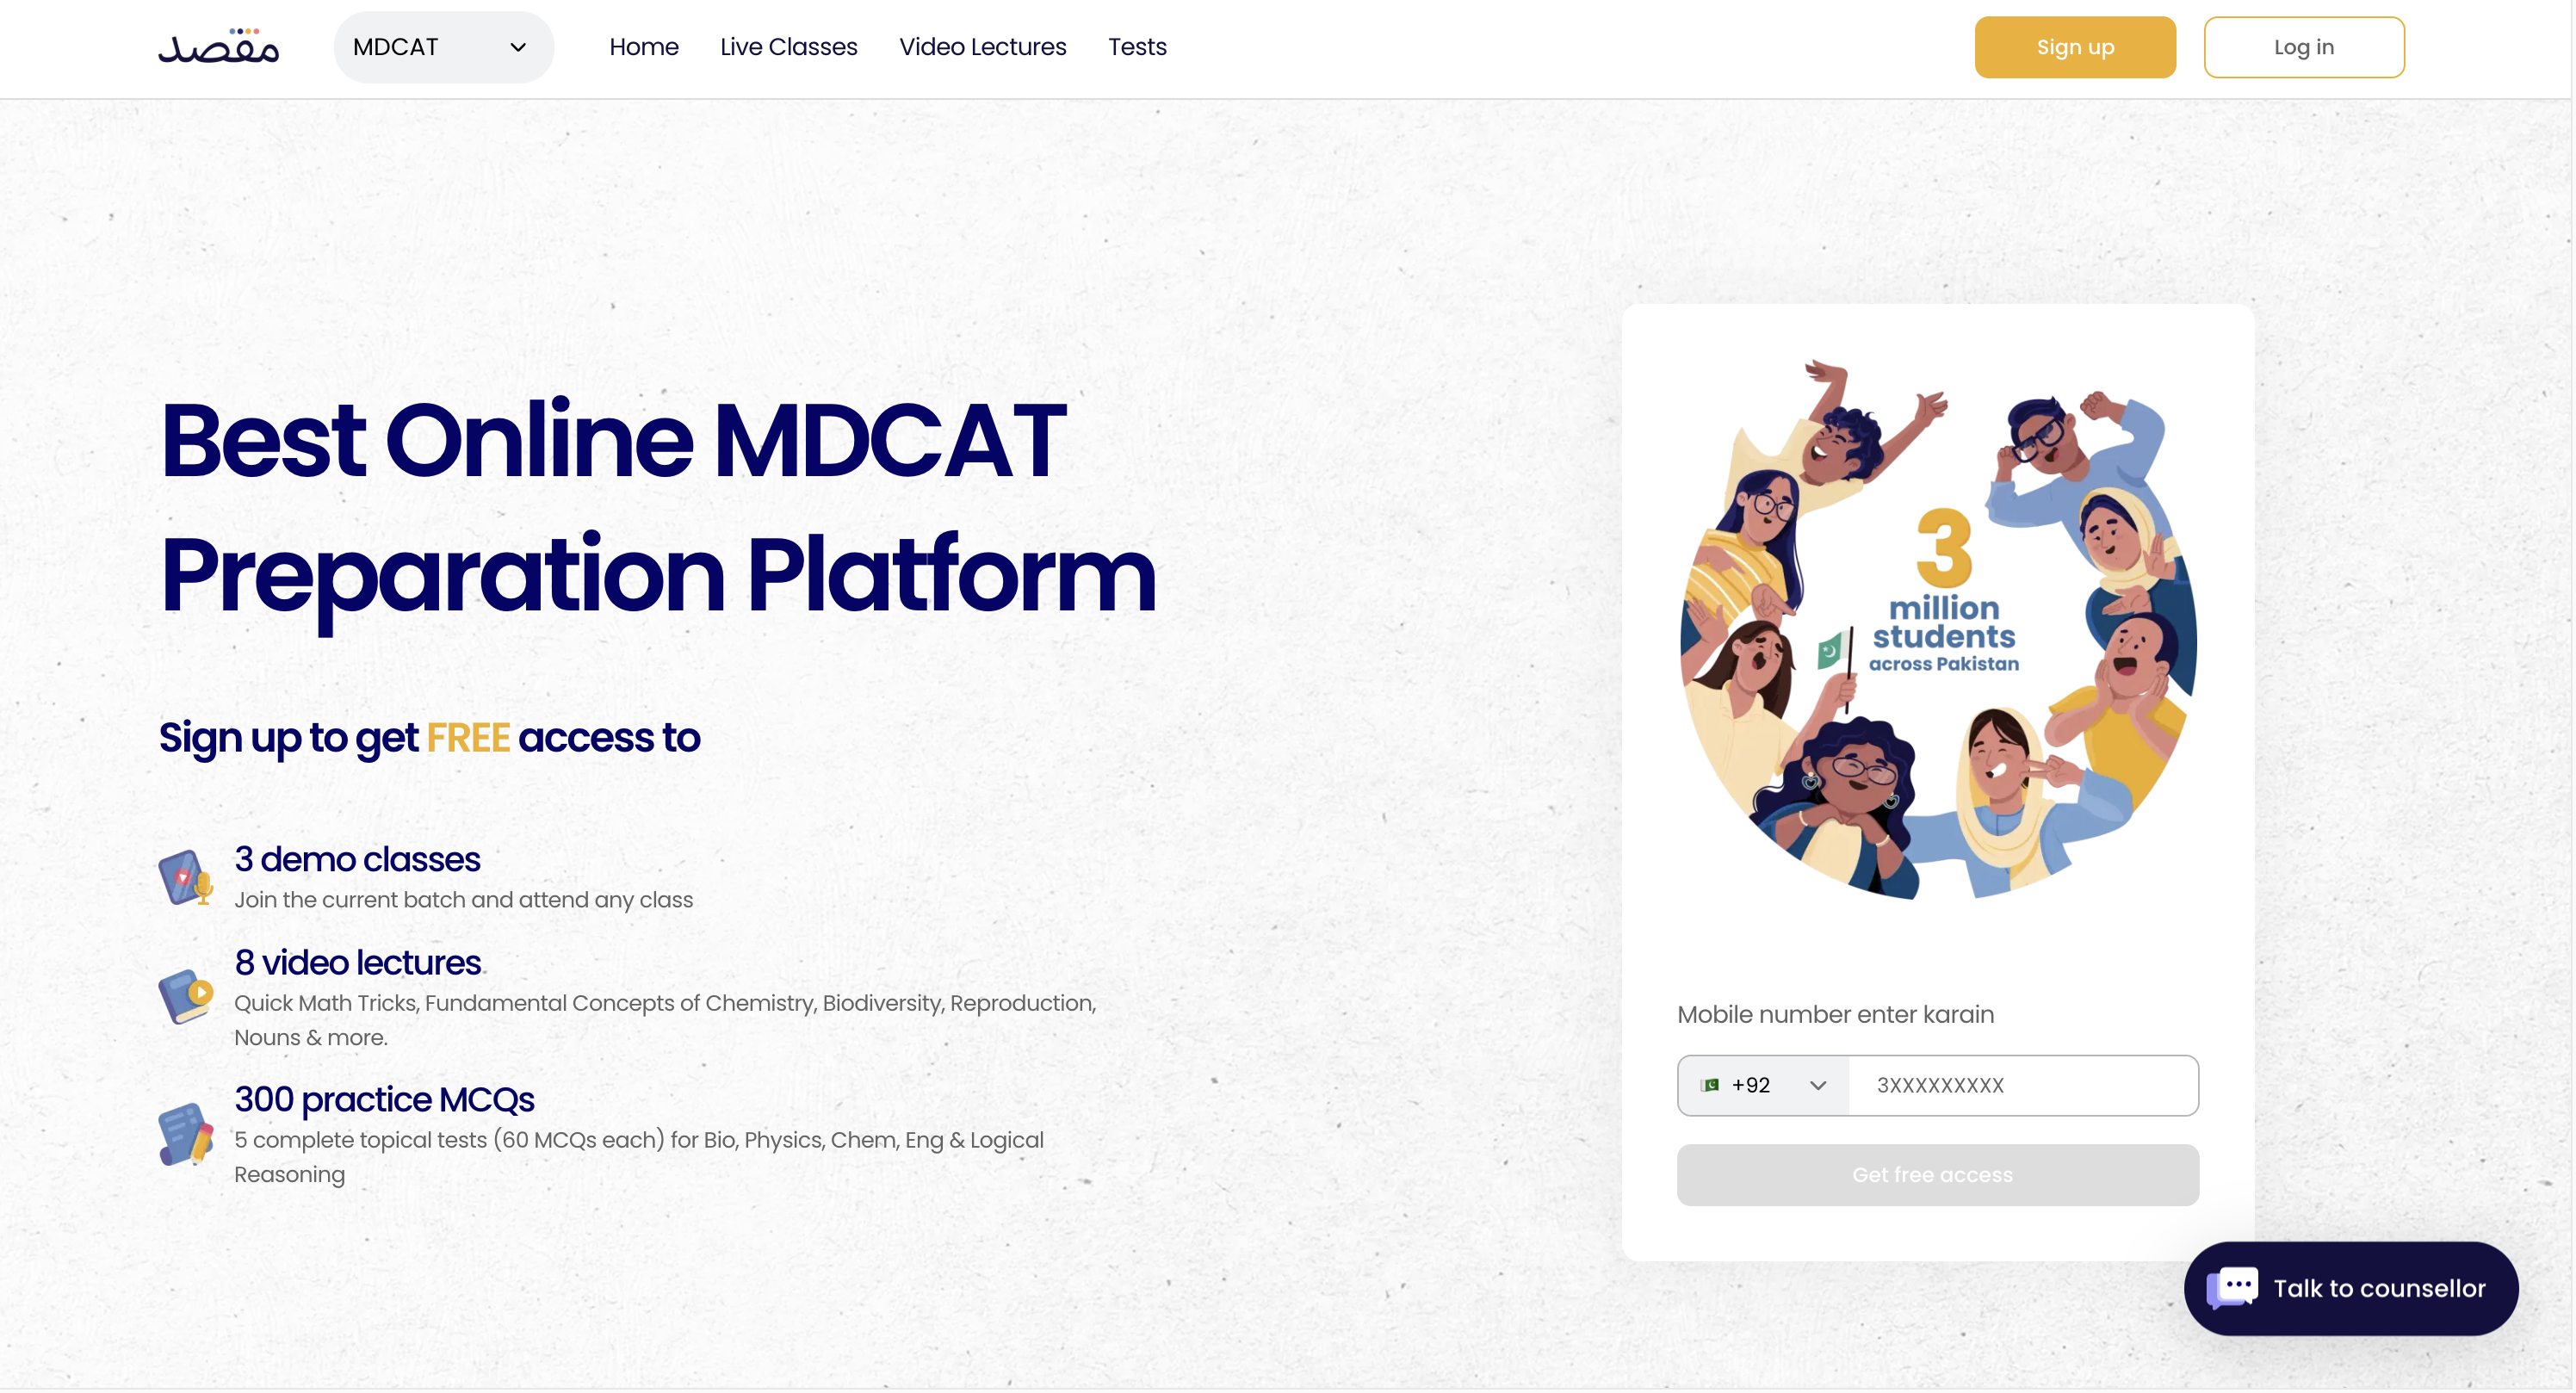 مقصد
MDCAT
Home
Live Classes
Video Lectures
Tests
Sign up
Log in
Best Online MDCAT
Preparation Platform
Sign up to get FREE access to
3 demo classes
Join the current batch and attend any class
8 video lectures
Quick Math Tricks, Fundamental Concepts of Chemistry, Biodiversity, Reproduction,
Nouns & more.
300 practice MCQs
5 complete topical tests (60 MCQs each) for Bio, Physics, Chem, Eng & Logical
Reasoning
3
million
students
across Pakistan
Mobile number enter karain
+92
3XXXXXXXXX
Get free access
Talk to counsellor